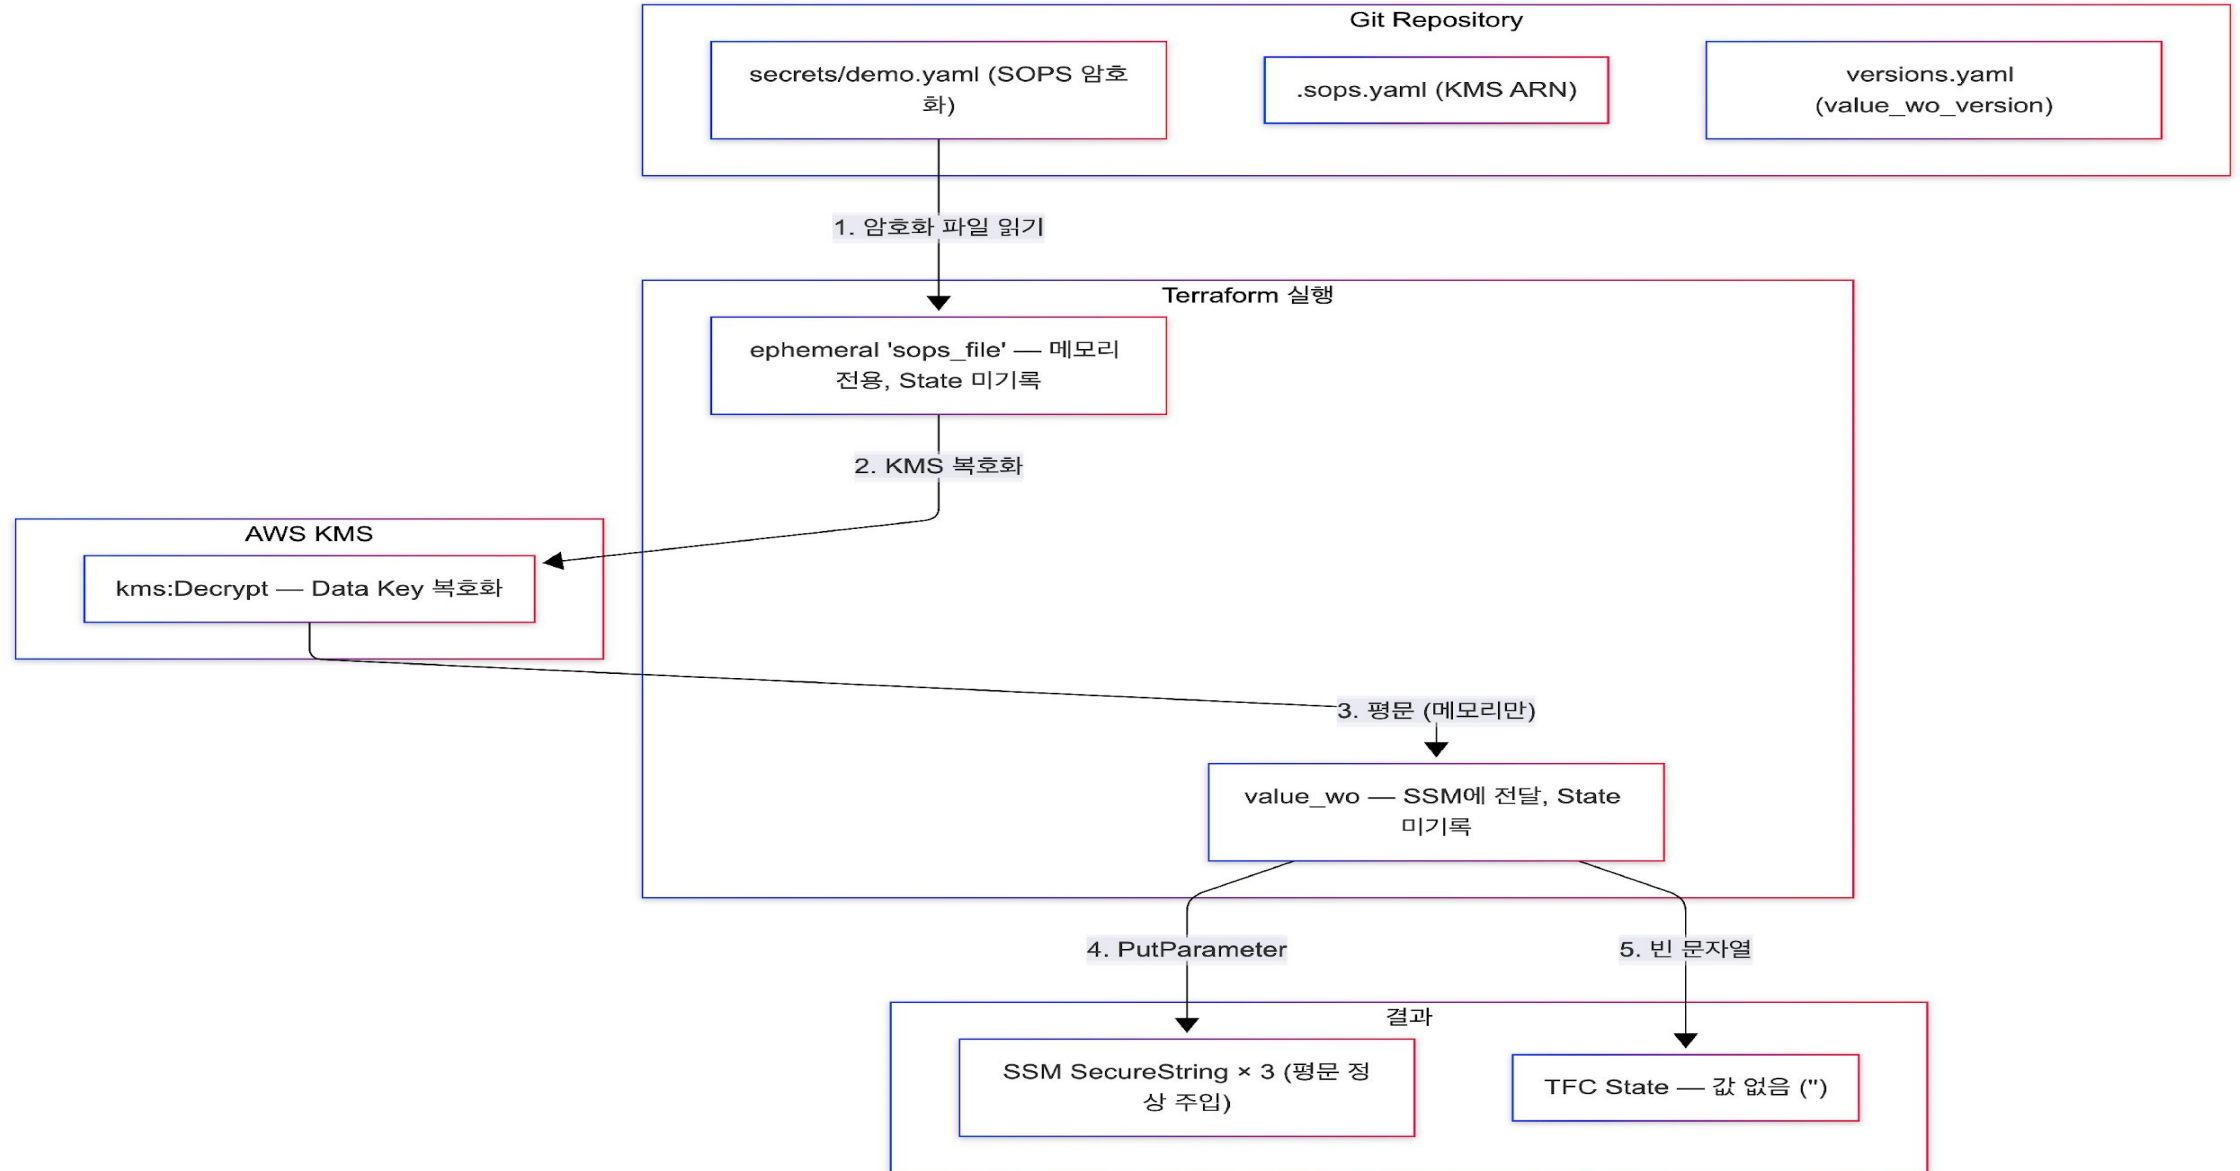 Git Repository
secrets/demo.yaml (SOPS 암호
화)
.sops.yaml (KMS ARN)
versions.yaml
(value_wo_version)
1. 암호화 파일 읽기
Terraform 실행
ephemeral 'sops_file' — 메모리
전용, State 미기록
2. KMS 복호화
AWS KMS
kms:Decrypt — Data Key 복호화
3. 평문 (메모리만)
value_wo — SSM에 전달, State
미기록
4. PutParameter
5. 빈 문자열
결과
SSM SecureString × 3 (평문 정
상 주입)
TFC State — 값 없음 ('')